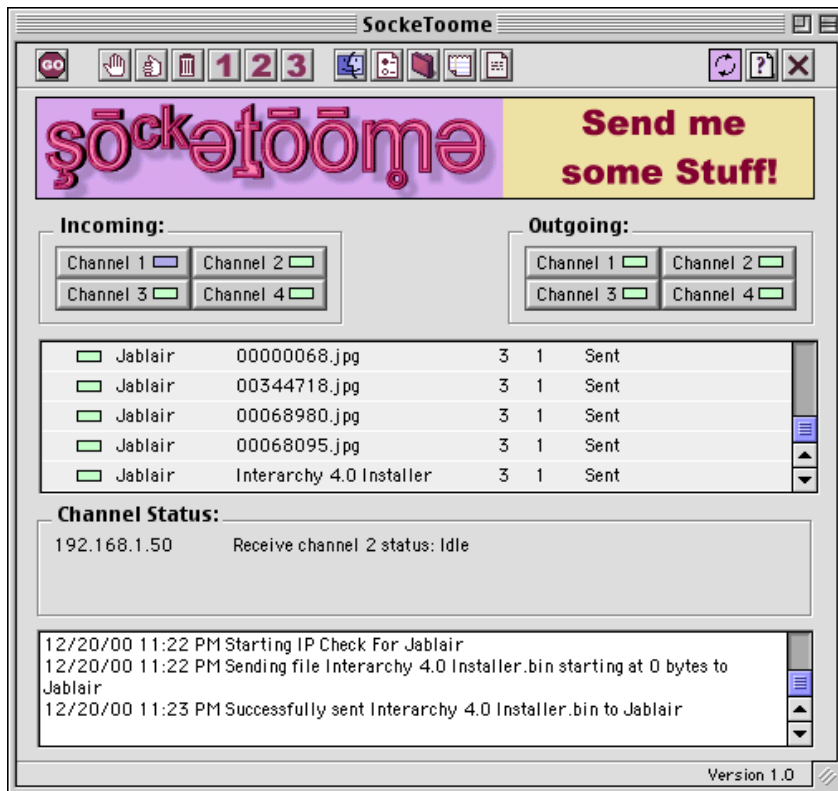 SockeToome
GO 1 2 3 ?
şōckətōōmə Send me
some Stuff!
Incoming: Outgoing:
Channel 1 Channel 2 Channel 1 Channel 2
Channel 3 Channel 4 Channel 3 Channel 4
Jablair 00000068.jpg 3 1 Sent
Jablair 00344718.jpg 3 1 Sent
Jablair 00068980.jpg 3 1 Sent
Jablair 00068095.jpg 3 1 Sent
Jablair Interarchy 4.0 Installer 3 1 Sent
Channel Status:
192.168.1.50 Receive channel 2 status: Idle
12/20/00 11:22 PM Starting IP Check For Jablair
12/20/00 11:22 PM Sending file Interarchy 4.0 Installer.bin starting at 0 bytes to
Jablair
12/20/00 11:23 PM Successfully sent Interarchy 4.0 Installer.bin to Jablair
Version 1.0